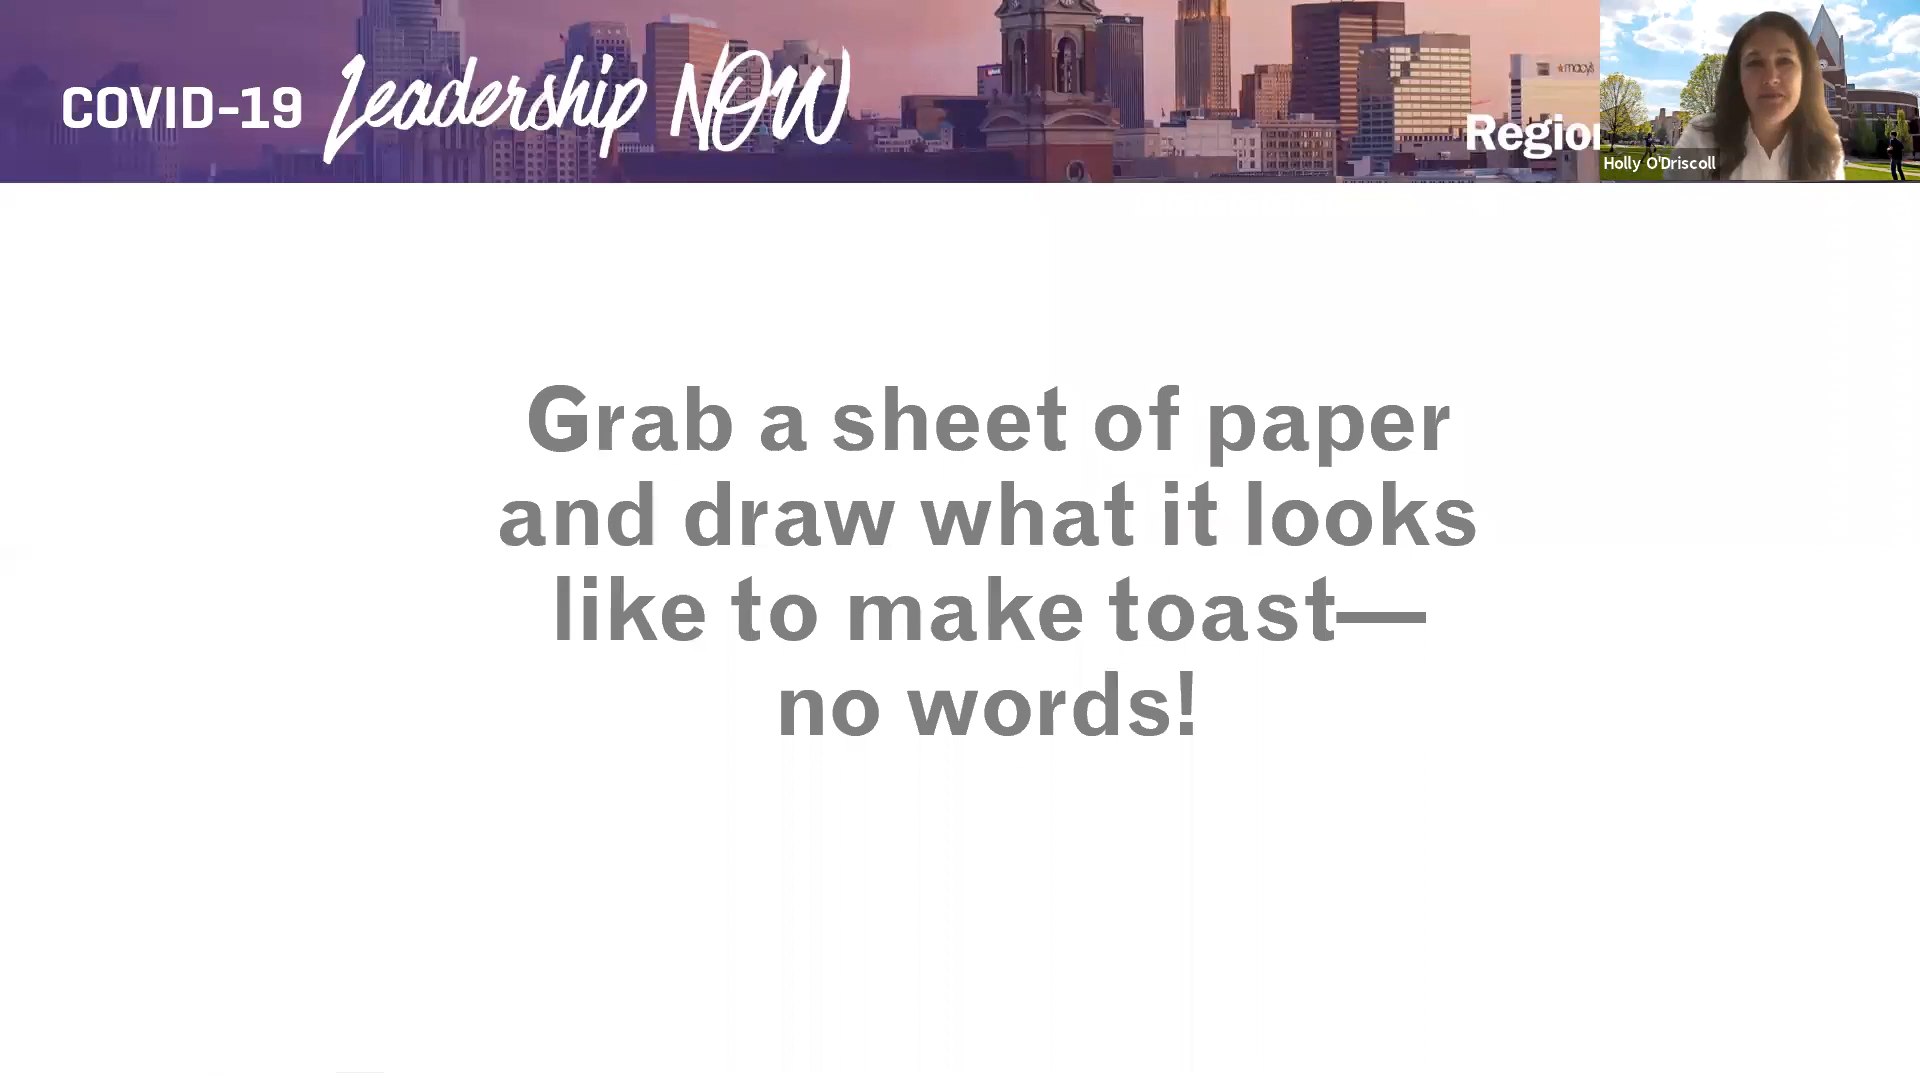 COVID-19 Leadership NOW
macy's
Region
Holly O'Driscoll
Grab a sheet of paper
and draw what it looks
like to make toast—
no words!